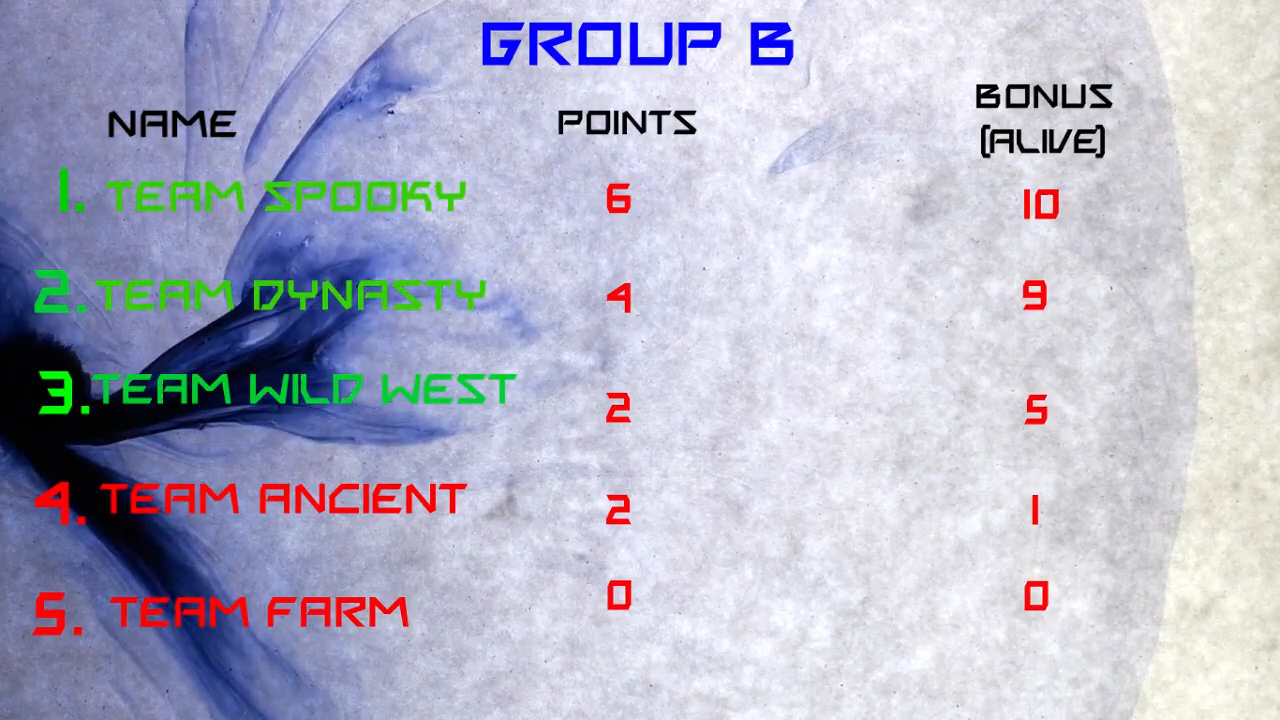 GROUP B
NAME POINTS BONUS (ALIVE)
1. TEAM SPOOKY 6 10
2. TEAM DYNASTY 4 9
3. TEAM WILD WEST 2 5
4. TEAM ANCIENT 2 1
5. TEAM FARM 0 0